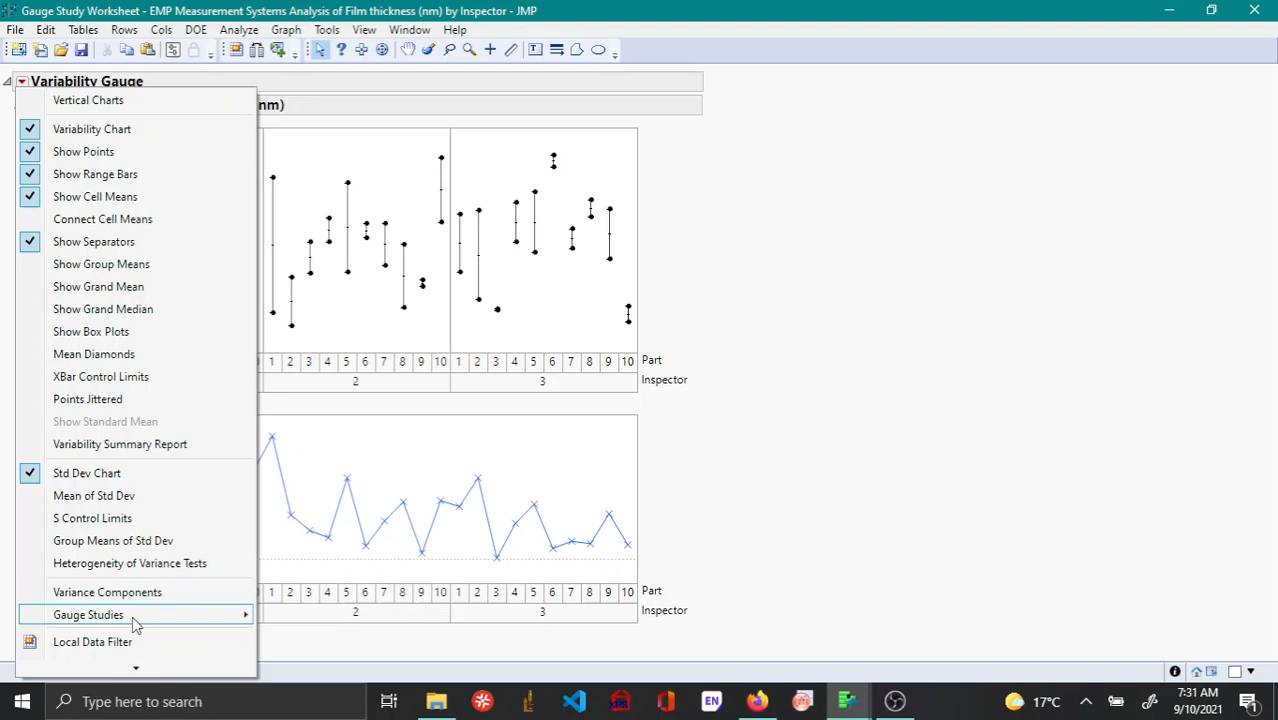 Gauge Study Worksheet - EMP Measurement Systems Analysis of Film thickness (nm) by Inspector - JMP
File Edit Tables Rows Cols DOE Analyze Graph Tools View Window Help
Variability Gauge
nm)
Vertical Charts
Variability Chart
Show Points
Show Range Bars
Show Cell Means
Connect Cell Means
Show Separators
Show Group Means
Show Grand Mean
Show Grand Median
Show Box Plots
Mean Diamonds
XBar Control Limits
Points Jittered
Show Standard Mean
Variability Summary Report
Std Dev Chart
Mean of Std Dev
S Control Limits
Group Means of Std Dev
Heterogeneity of Variance Tests
Variance Components
Gauge Studies
Local Data Filter
1 2 3 4 5 6 7 8 9 10 1 2 3 4 5 6 7 8 9 10 Part
2 3 Inspector
1 2 3 4 5 6 7 8 9 10 1 2 3 4 5 6 7 8 9 10 Part
2 3 Inspector
Type here to search
EN
17°C
7:31 AM
9/10/2021
1